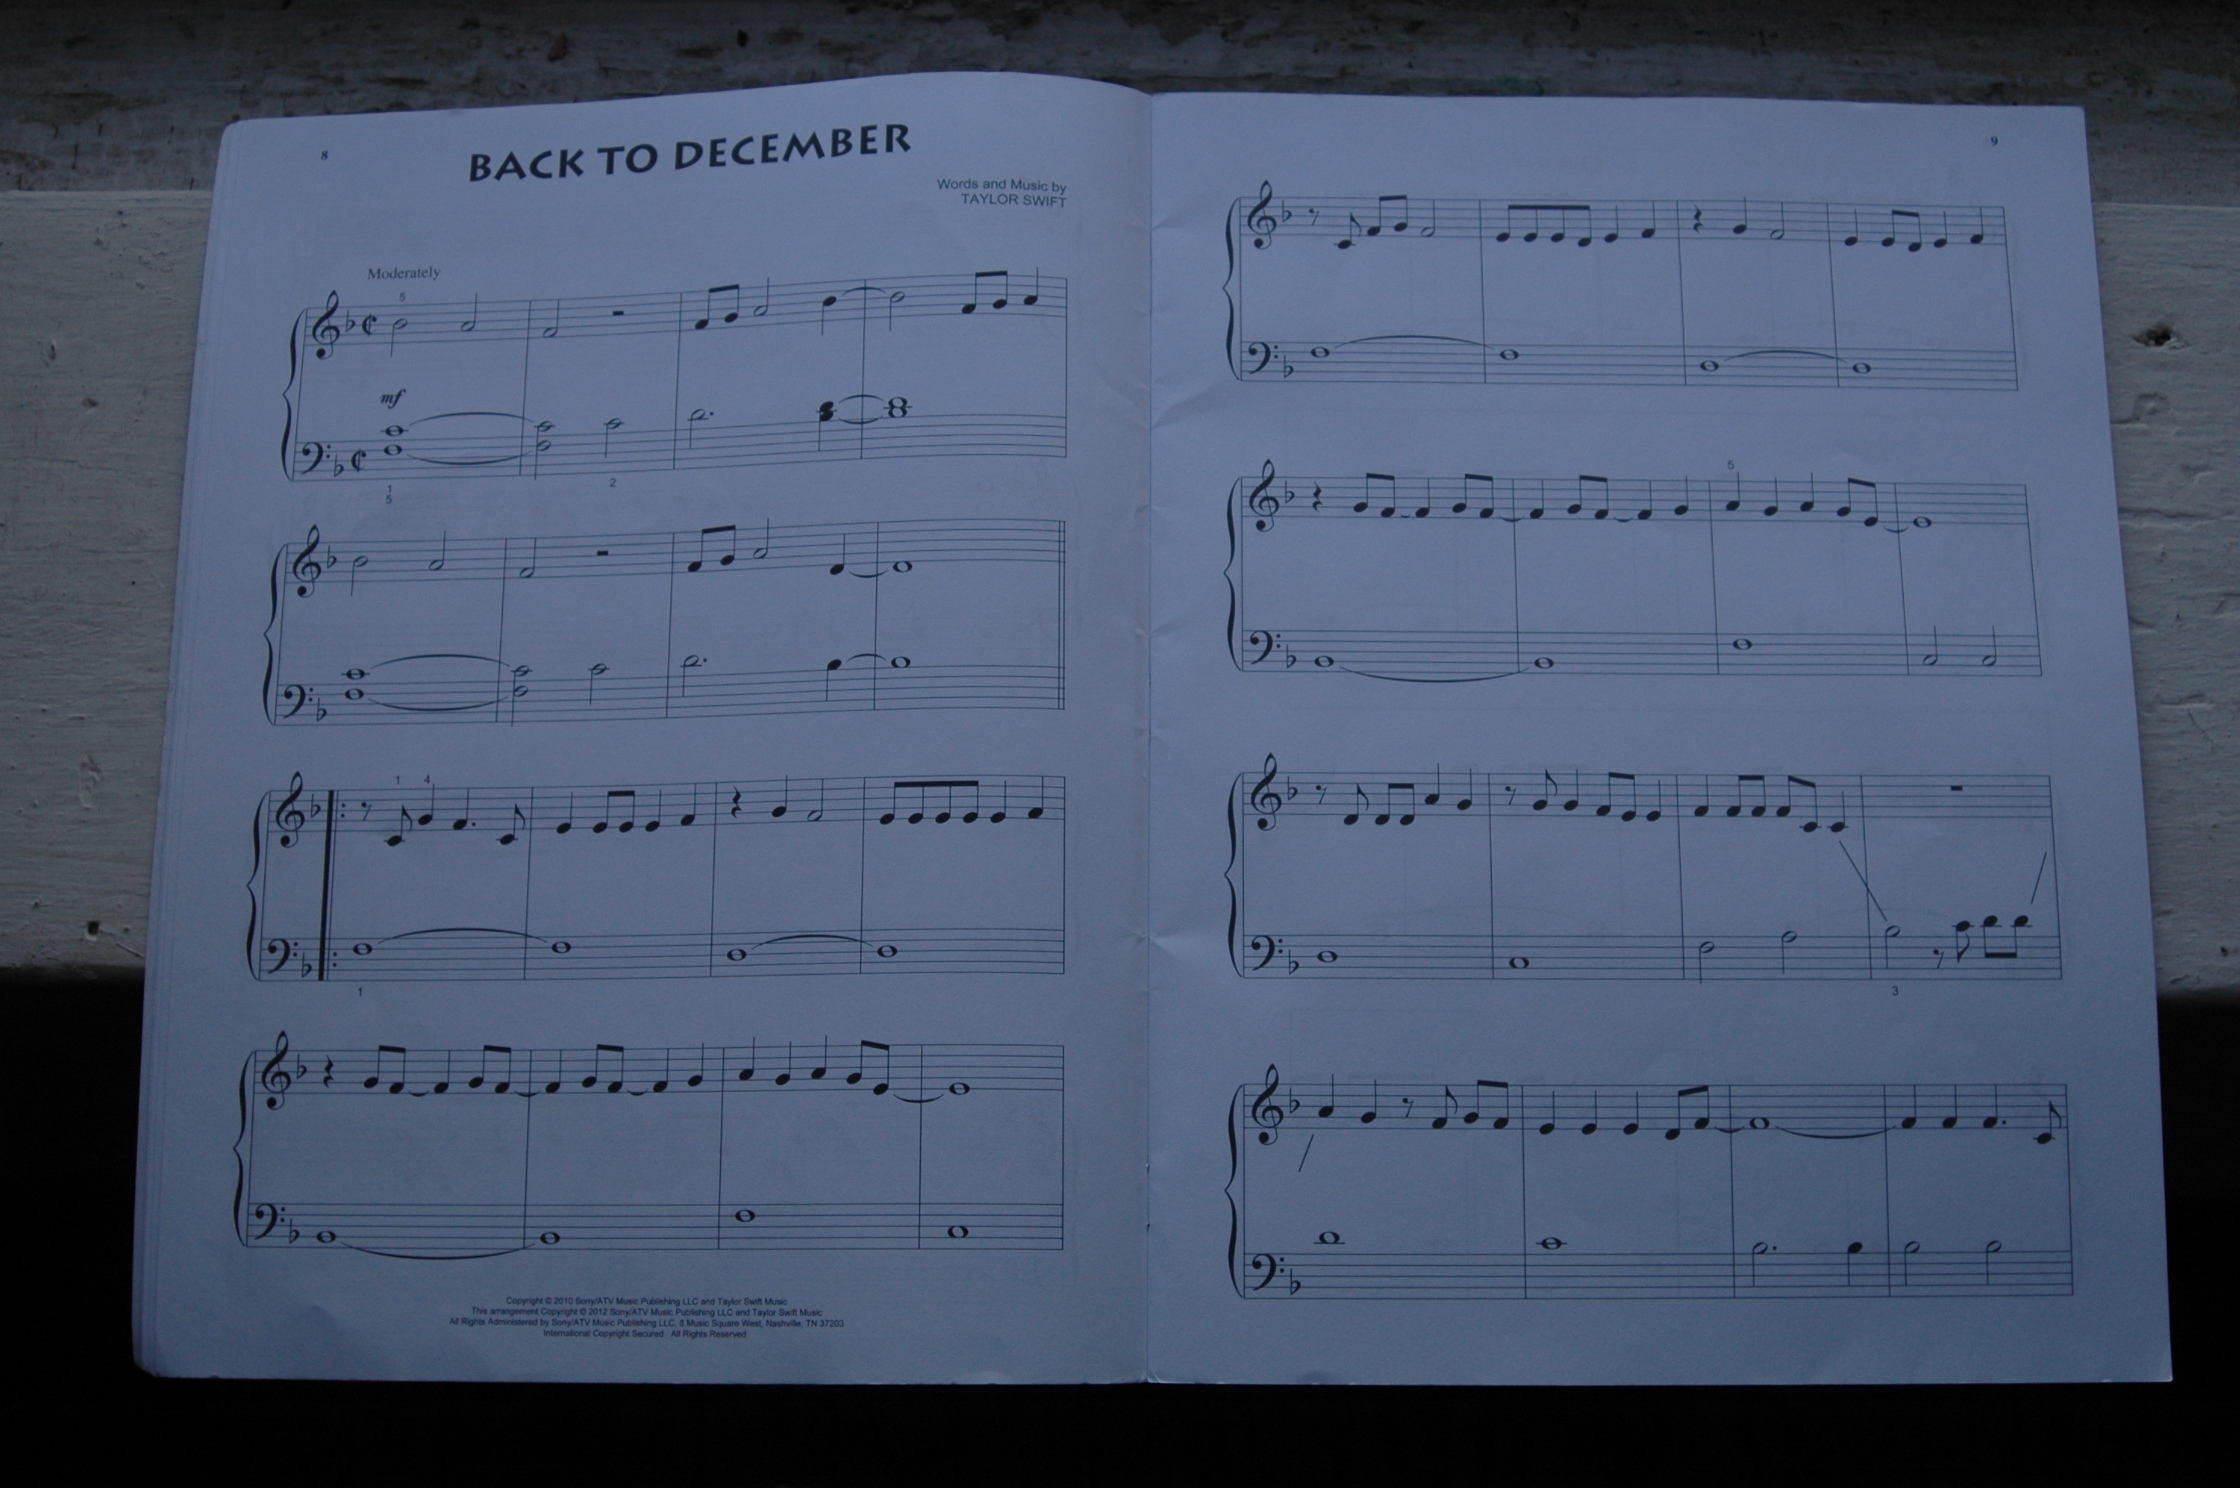 8
BACK TO DECEMBER
Words and Music by
TAYLOR SWIFT
Moderately
5
mf
1
5
2
1 4
1
Copyright © 2010 Sony/ATV Music Publishing LLC and Taylor Swift Music
This arrangement Copyright © 2012 Sony/ATV Music Publishing LLC and Taylor Swift Music
All Rights Administered by Sony/ATV Music Publishing LLC, 8 Music Square West, Nashville, TN 37203
International Copyright Secured All Rights Reserved
9
5
3